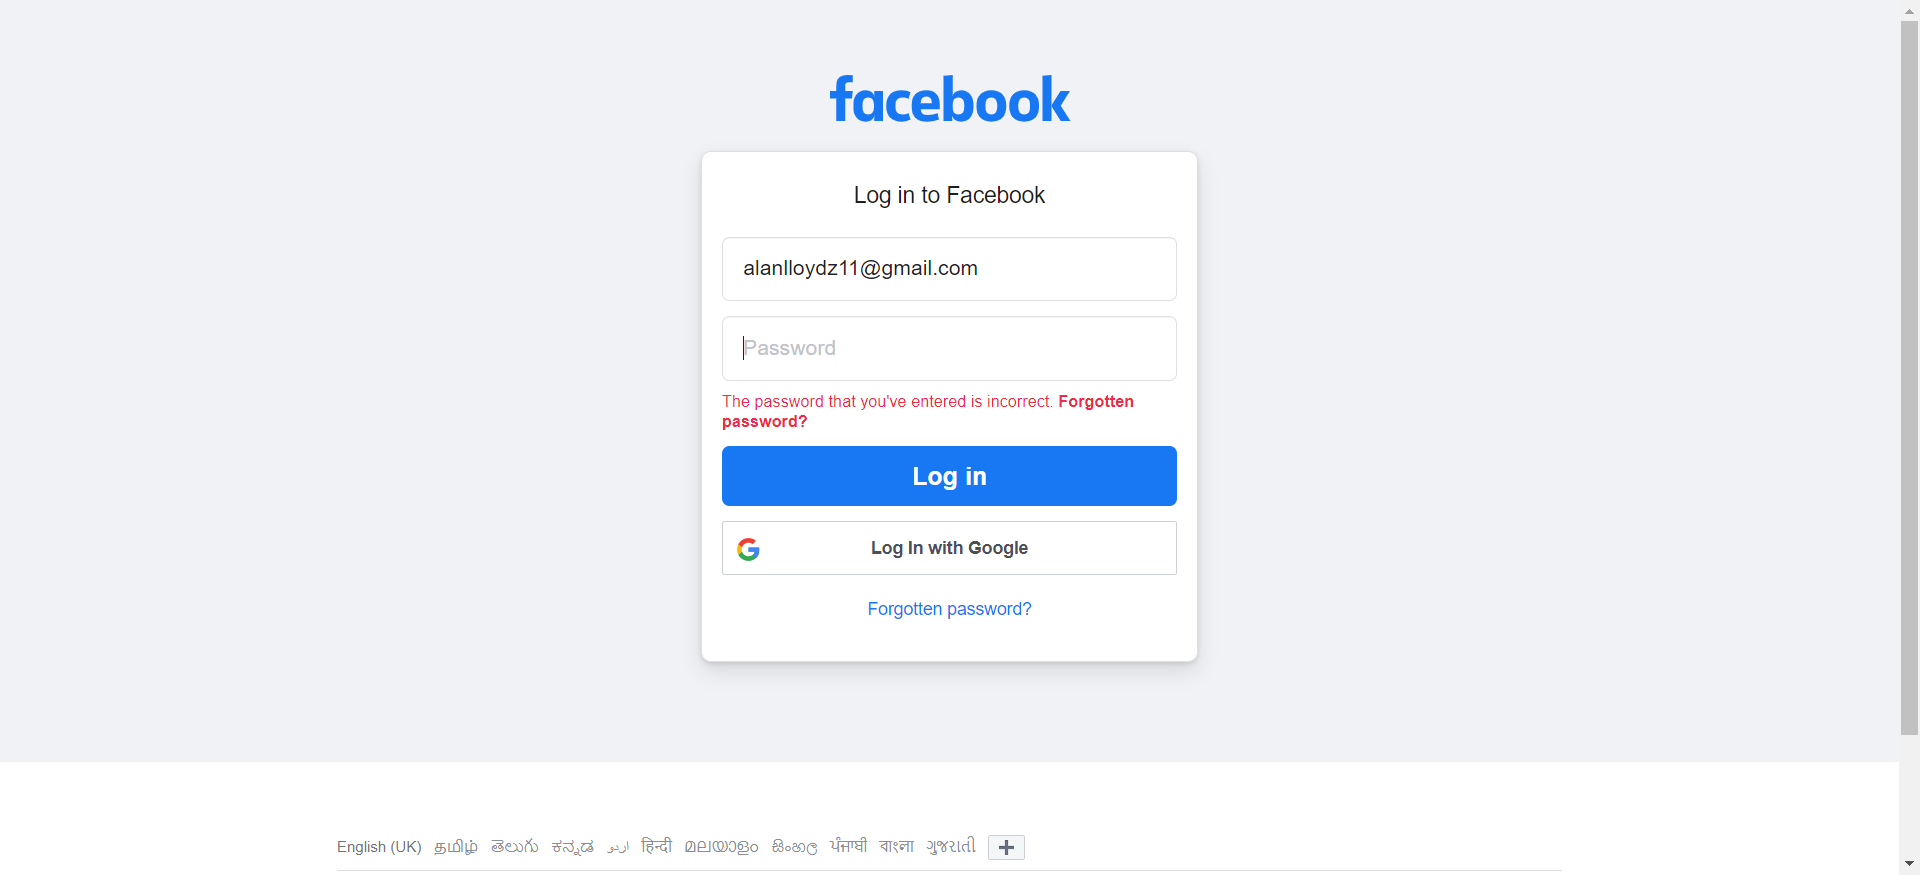 facebook
Log in to Facebook
alanlloydz11@gmail.com
Password
The password that you've entered is incorrect. Forgotten
password?
Log in
Log In with Google
Forgotten password?
English (UK) தமிழ் తెలుగు ಕನ್ನಡ اردو हिन्दी മലയാളം සිංහල ਪੰਜਾਬੀ বাংলা ગુજરાતી